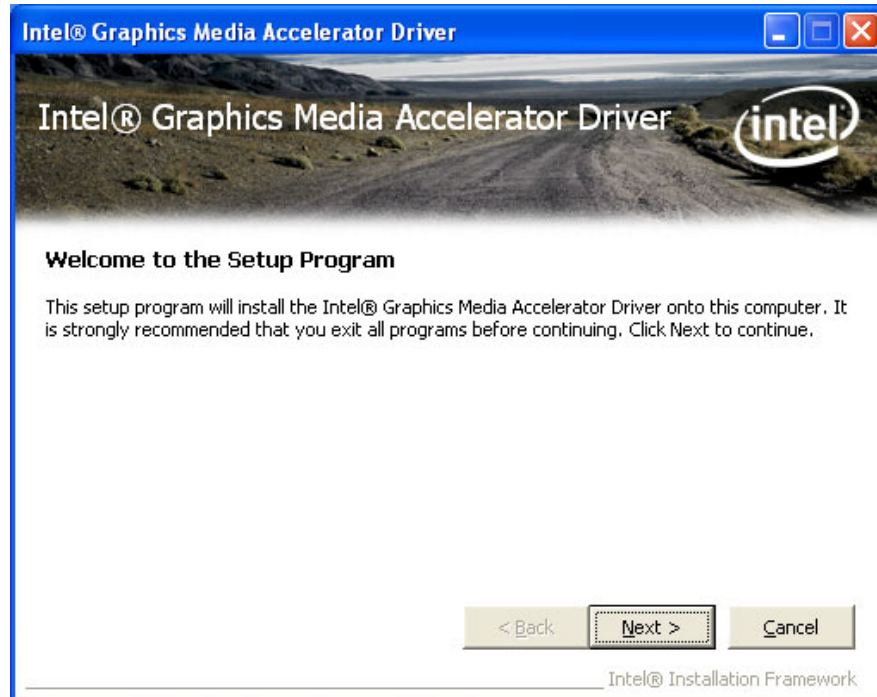 Intel® Graphics Media Accelerator Driver
Intel® Graphics Media Accelerator Driver
intel®
Welcome to the Setup Program
This setup program will install the Intel® Graphics Media Accelerator Driver onto this computer. It
is strongly recommended that you exit all programs before continuing. Click Next to continue.
< Back Next > Cancel
Intel® Installation Framework